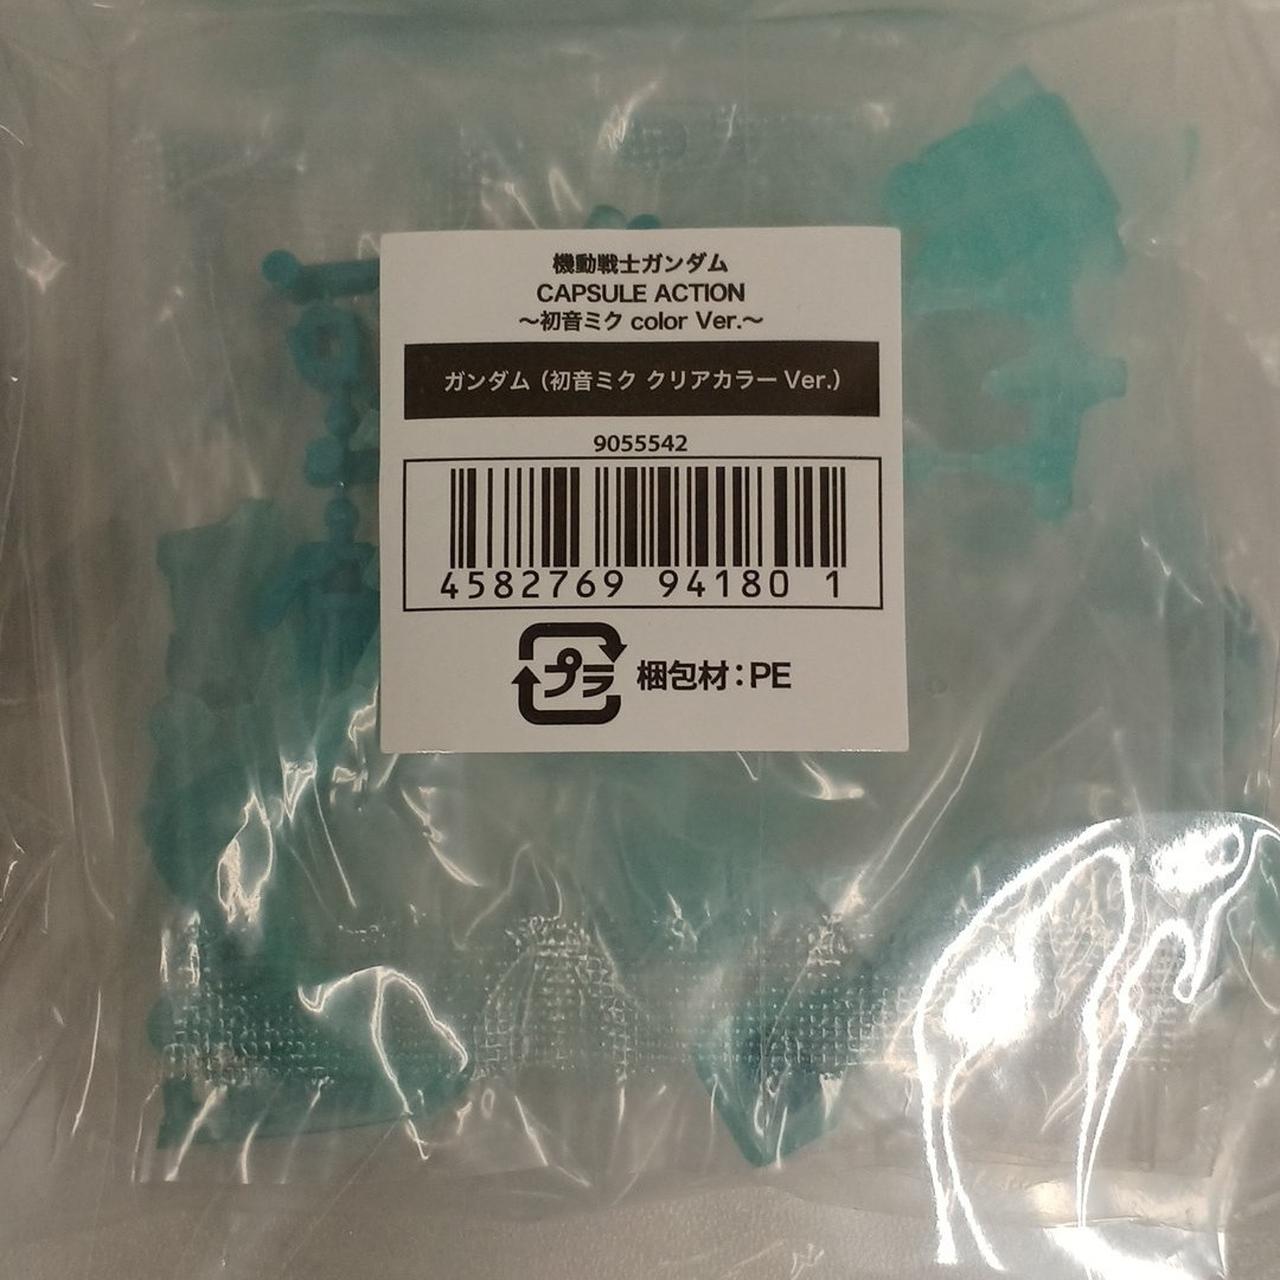 機動戦士ガンダム
CAPSULE ACTION
～初音ミク color Ver.～
ガンダム（初音ミク クリアカラー Ver.）
9055542
4582769 94180 1
プラ 梱包材：PE